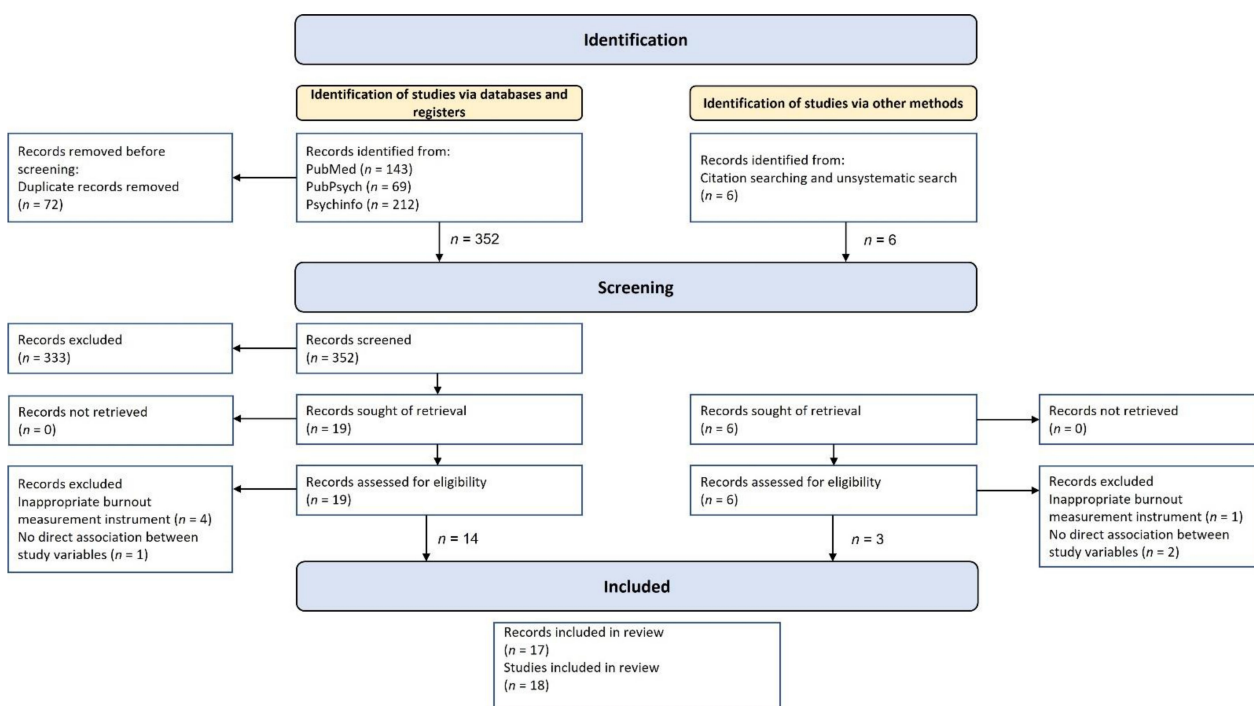 Identification
Identification of studies via databases and
registers
Identification of studies via other methods
Records removed before
screening:
Duplicate records removed
(n = 72)
Records identified from:
PubMed (n = 143)
PubPsych (n = 69)
Psychinfo (n = 212)
Records identified from:
Citation searching and unsystematic search
(n = 6)
n = 352
n = 6
Screening
Records excluded
(n = 333)
Records screened
(n = 352)
Records not retrieved
(n = 0)
Records sought of retrieval
(n = 19)
Records sought of retrieval
(n = 6)
Records not retrieved
(n = 0)
Records excluded
Inappropriate burnout
measurement instrument (n = 4)
No direct association between
study variables (n = 1)
Records assessed for eligibility
(n = 19)
Records assessed for eligibility
(n = 6)
Records excluded
Inappropriate burnout
measurement instrument (n = 1)
No direct association between
study variables (n = 2)
n = 14
n = 3
Included
Records included in review
(n = 17)
Studies included in review
(n = 18)